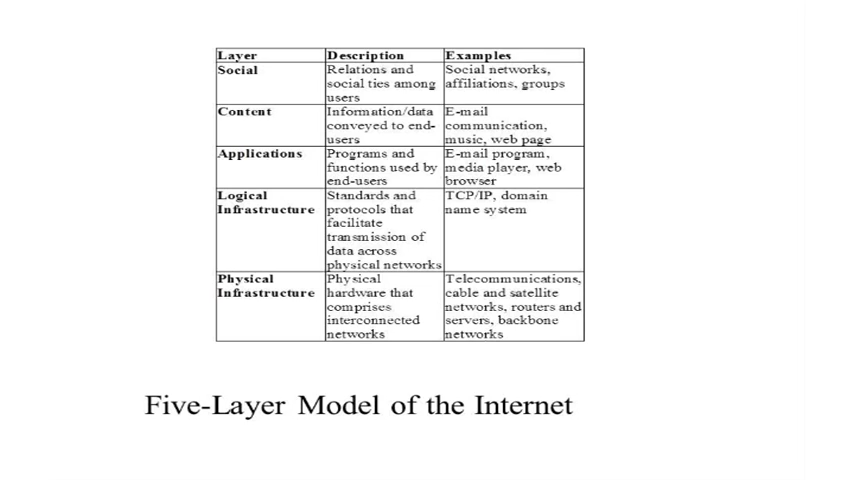 Layer Description Examples
Social Relations and Social networks,
social ties among affiliations, groups
users
Content Information/data E-mail
conveyed to end- communication,
users music, web page
Applications Programs and E-mail program,
functions used by media player, web
end-users browser
Logical Standards and TCP/IP, domain
Infrastructure protocols that name system
facilitate
transmission of
data across
physical networks
Physical Physical Telecommunications,
Infrastructure hardware that cable and satellite
comprises networks, routers and
interconnected servers, backbone
networks networks
Five-Layer Model of the Internet